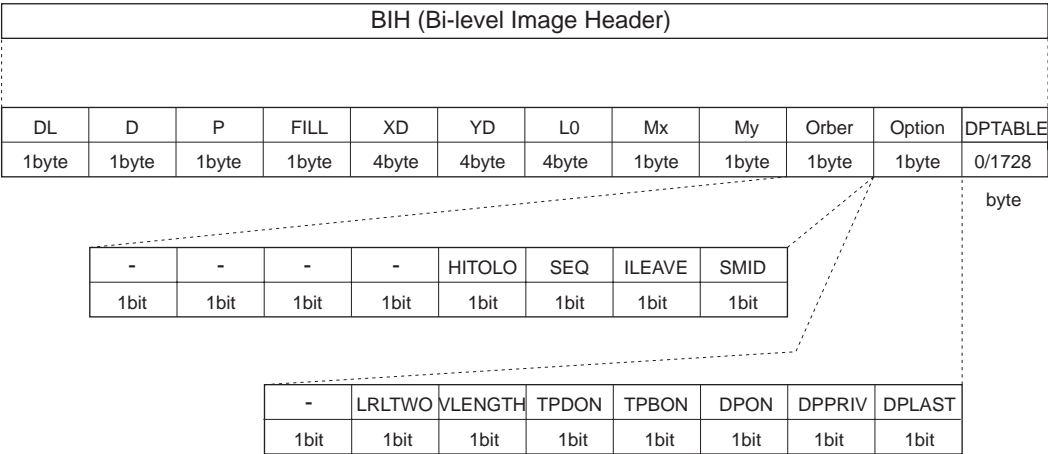 BIH (Bi-level Image Header)
DL D P FILL XD YD L0 Mx My Orber Option DPTABLE
1byte 1byte 1byte 1byte 4byte 4byte 4byte 1byte 1byte 1byte 1byte 0/1728
byte
- - - - HITOLO SEQ ILEAVE SMID
1bit 1bit 1bit 1bit 1bit 1bit 1bit 1bit
- LRLTWO VLENGTH TPDON TPBON DPON DPPRIV DPLAST
1bit 1bit 1bit 1bit 1bit 1bit 1bit 1bit